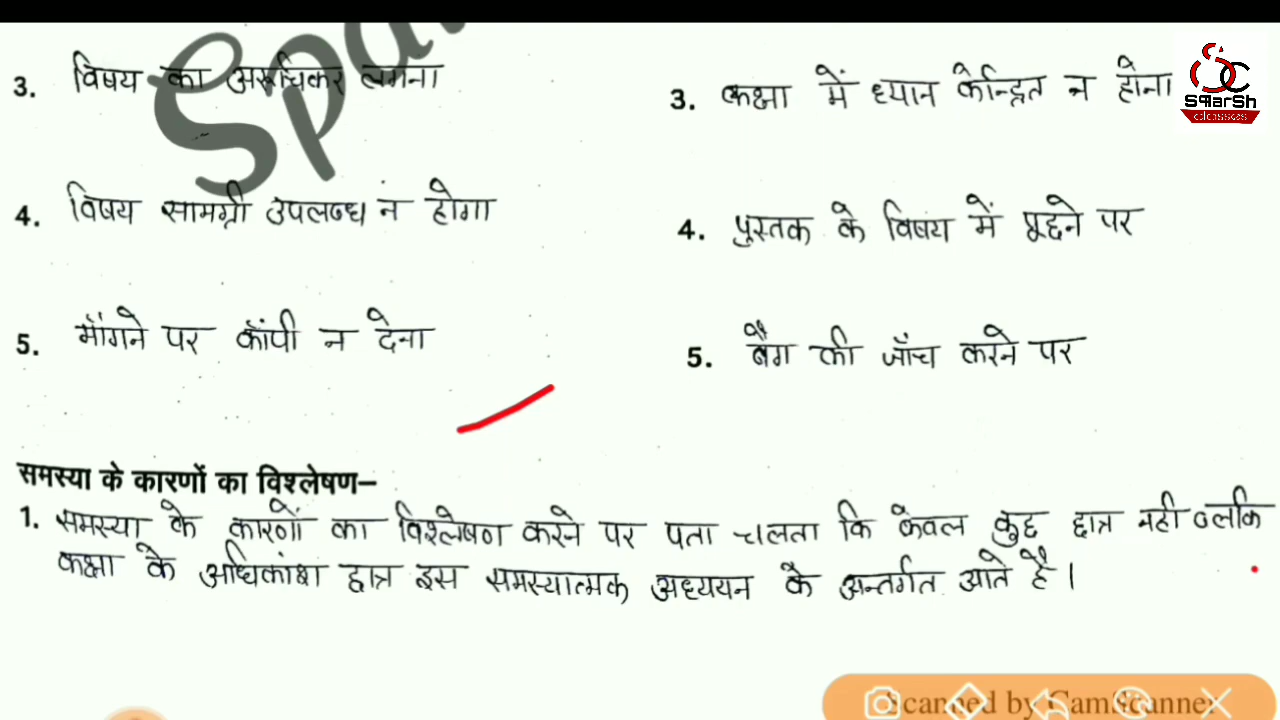 Spa
SqarSh
classes
3. विषय का अरूचिकर लगना
3. कक्षा में ध्यान केन्द्रित न होना
4. विषय सामग्री उपलब्ध न होगा
4. पुस्तक के विषय में पूछने पर
5. माँगने पर कॉपी न देना
5. बैग की जाँच करने पर
समस्या के कारणों का विश्लेषण–
1. समस्या के कारणों का विश्लेषण करने पर पता चलता कि केवल कुछ छात्र नही
कक्षा के अधिकांश छात्र इस समस्यात्मक अध्ययन के अन्तर्गत आते है।
Scanned by CamScanner